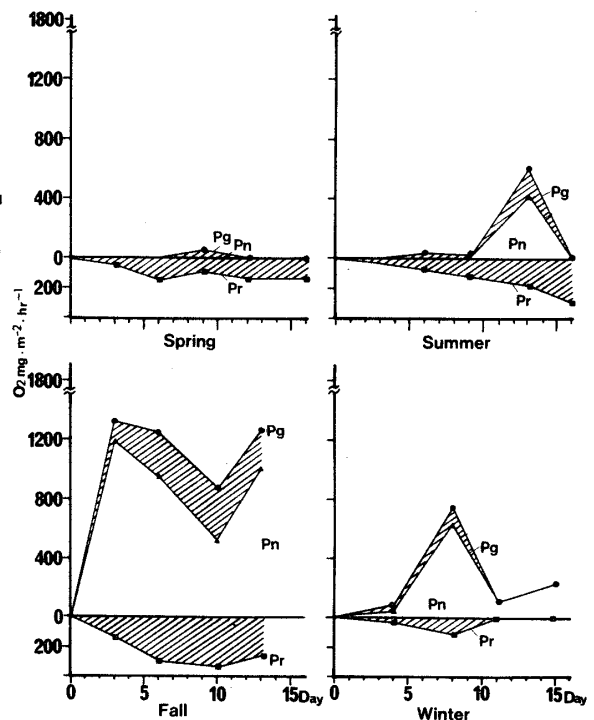 1800
1200
800
400
0
200
Pg Pn
Pr
Spring
Pg
Pn
Pr
Summer
O2 mg · m-2 · hr-1
1800
1200
800
400
0
200
Pg
Pn
Pr
0 5 10 15 Day
Fall
Pg
Pn
Pr
0 5 10 15 Day
Winter